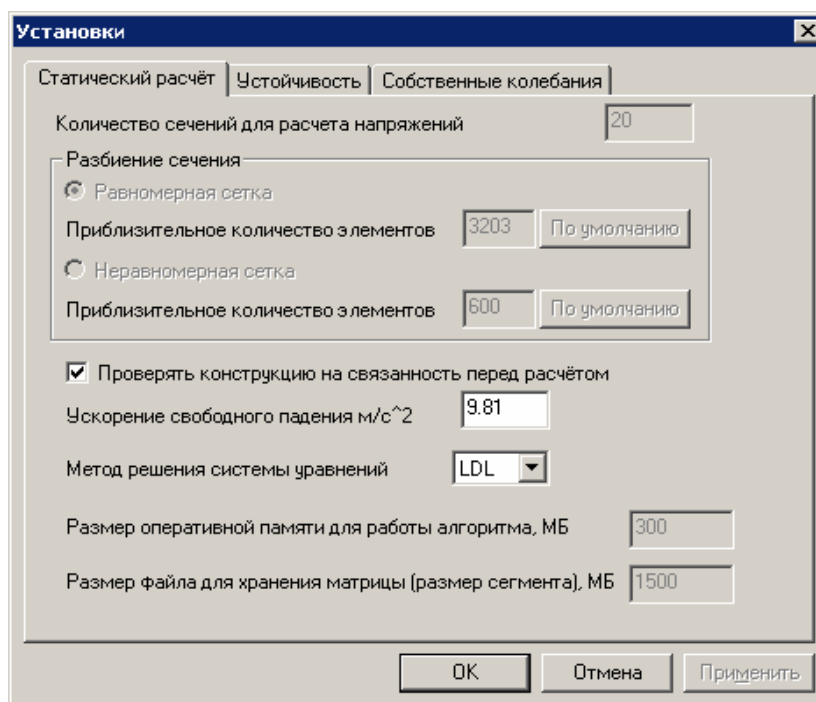 Установки
Статический расчёт Устойчивость Собственные колебания
Количество сечений для расчета напряжений 20
Разбиение сечения
Равномерная сетка
Приблизительное количество элементов 3203 По умолчанию
Неравномерная сетка
Приблизительное количество элементов 600 По умолчанию
Проверять конструкцию на связанность перед расчётом
Ускорение свободного падения м/с^2 9.81
Метод решения системы уравнений LDL
Размер оперативной памяти для работы алгоритма, МБ 300
Размер файла для хранения матрицы (размер сегмента), МБ 1500
OK Отмена Применить